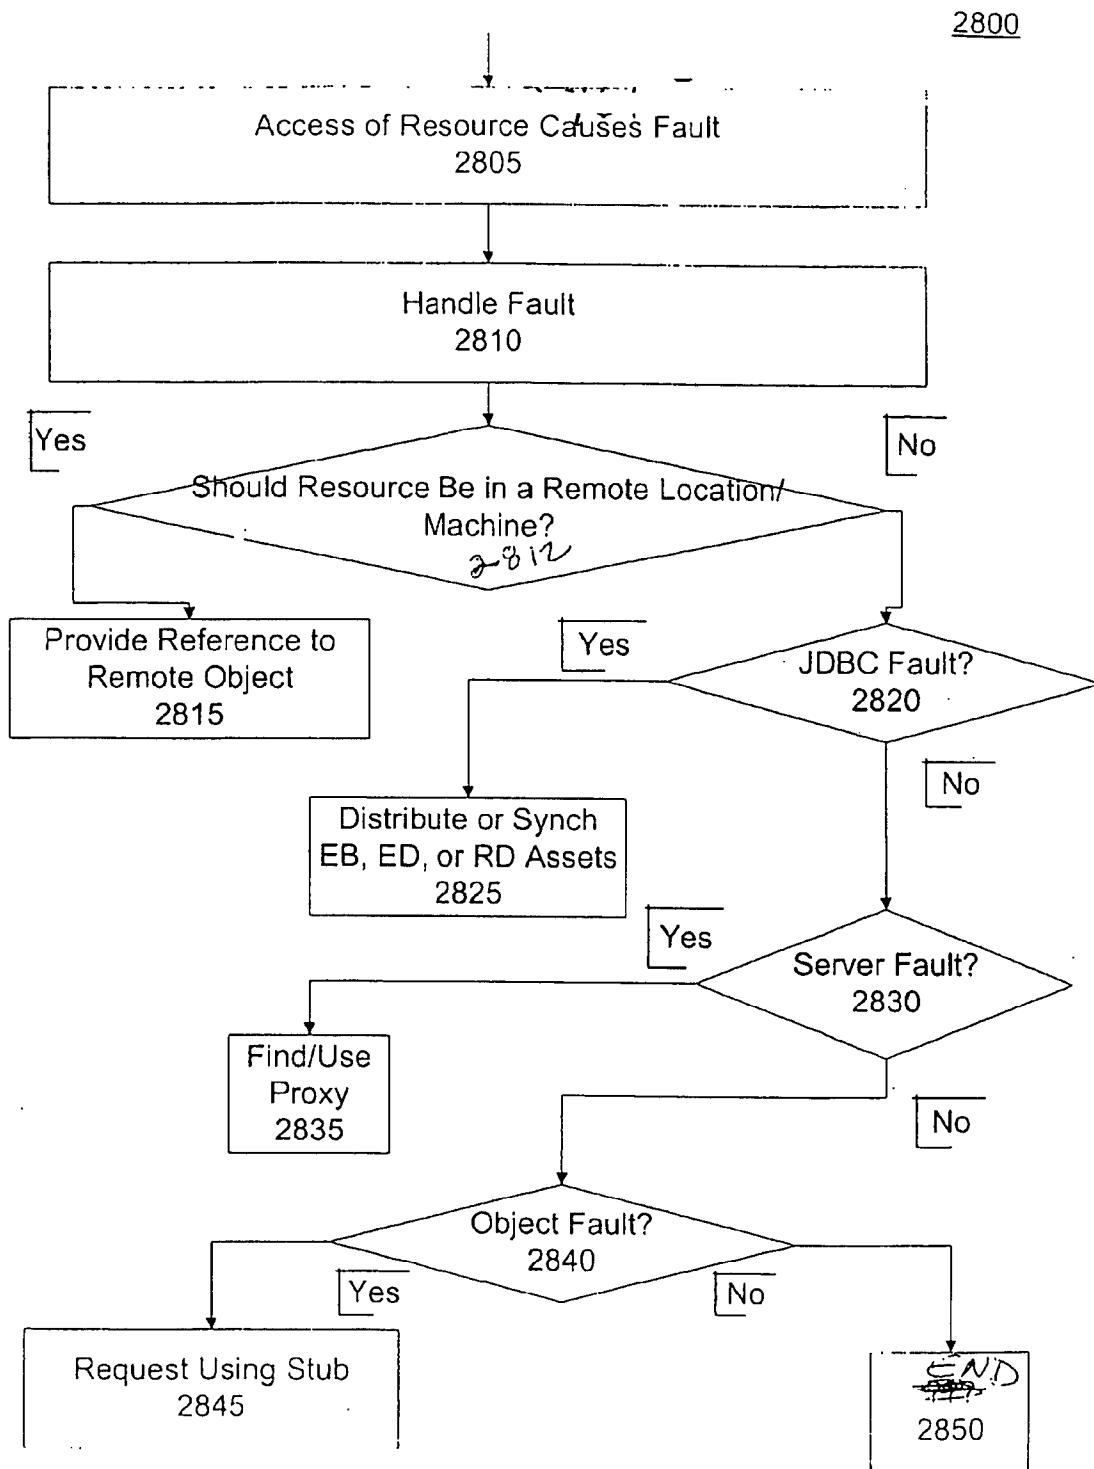 2800
Access of Resource Causes Fault
2805
Handle Fault
2810
Yes
No
Should Resource Be in a Remote Location/
Machine?
2812
Provide Reference to
Remote Object
2815
Yes
JDBC Fault?
2820
No
Distribute or Synch
EB, ED, or RD Assets
2825
Yes
Server Fault?
2830
Find/Use
Proxy
2835
No
Object Fault?
2840
Yes
No
Request Using Stub
2845
END
2850